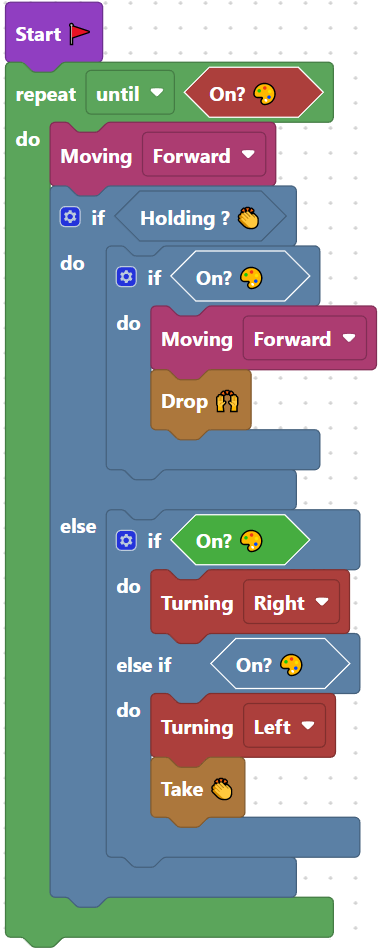 Start
repeat until On?
do
Moving Forward
if Holding ?
do if On?
do Moving Forward
Drop
else if On?
do Turning Right
else if On?
do Turning Left
Take